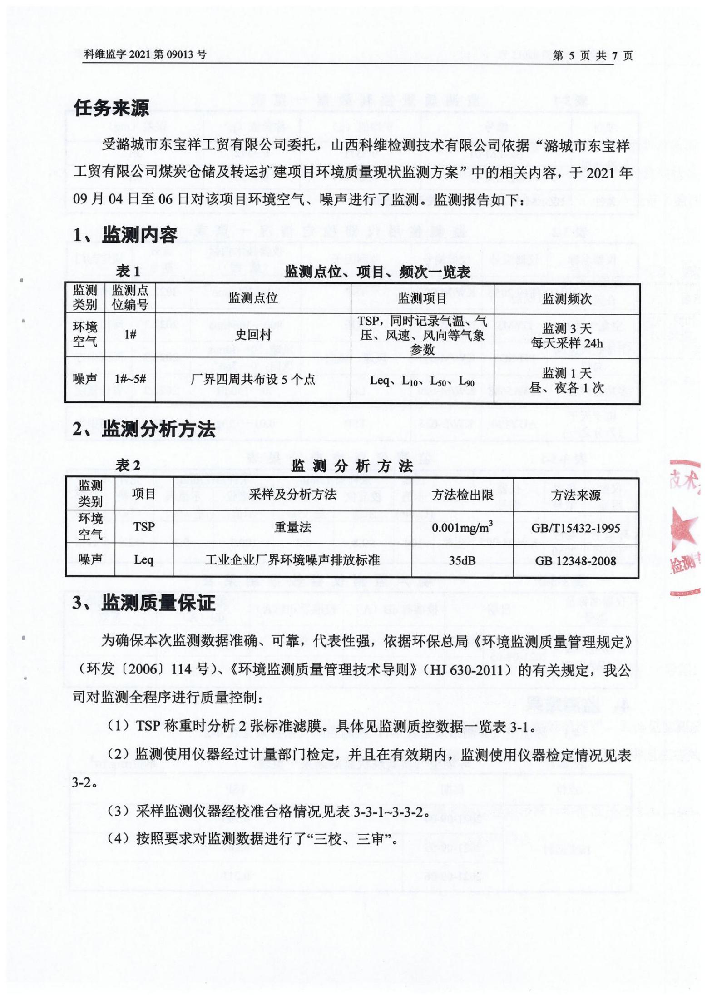 科维监字 2021 第 09013 号
第 5 页 共 7 页
任务来源
受潞城市东宝祥工贸有限公司委托，山西科维检测技术有限公司依据“潞城市东宝祥
工贸有限公司煤炭仓储及转运扩建项目环境质量现状监测方案”中的相关内容，于 2021 年
09 月 04 日至 06 日对该项目环境空气、噪声进行了监测。监测报告如下：
1、监测内容
表 1 监测点位、项目、频次一览表
监测类别 监测点位编号 监测点位 监测项目 监测频次
环境空气 1# 史回村 TSP，同时记录气温、气压、风速、风向等气象参数 监测 3 天 每天采样 24h
噪声 1#~5# 厂界四周共布设 5 个点 Leq、L10、L50、L90 监测 1 天 昼、夜各 1 次
2、监测分析方法
表 2 监 测 分 析 方 法
监测类别 项目 采样及分析方法 方法检出限 方法来源
环境空气 TSP 重量法 0.001mg/m³ GB/T15432-1995
噪声 Leq 工业企业厂界环境噪声排放标准 35dB GB 12348-2008
3、监测质量保证
为确保本次监测数据准确、可靠，代表性强，依据环保总局《环境监测质量管理规定》
（环发〔2006〕114 号）、《环境监测质量管理技术导则》（HJ 630-2011）的有关规定，我公
司对监测全程序进行质量控制：
（1）TSP 称重时分析 2 张标准滤膜。具体见监测质控数据一览表 3-1。
（2）监测使用仪器经过计量部门检定，并且在有效期内，监测使用仪器检定情况见表
3-2。
（3）采样监测仪器经校准合格情况见表 3-3-1~3-3-2。
（4）按照要求对监测数据进行了“三校、三审”。
技术
检测